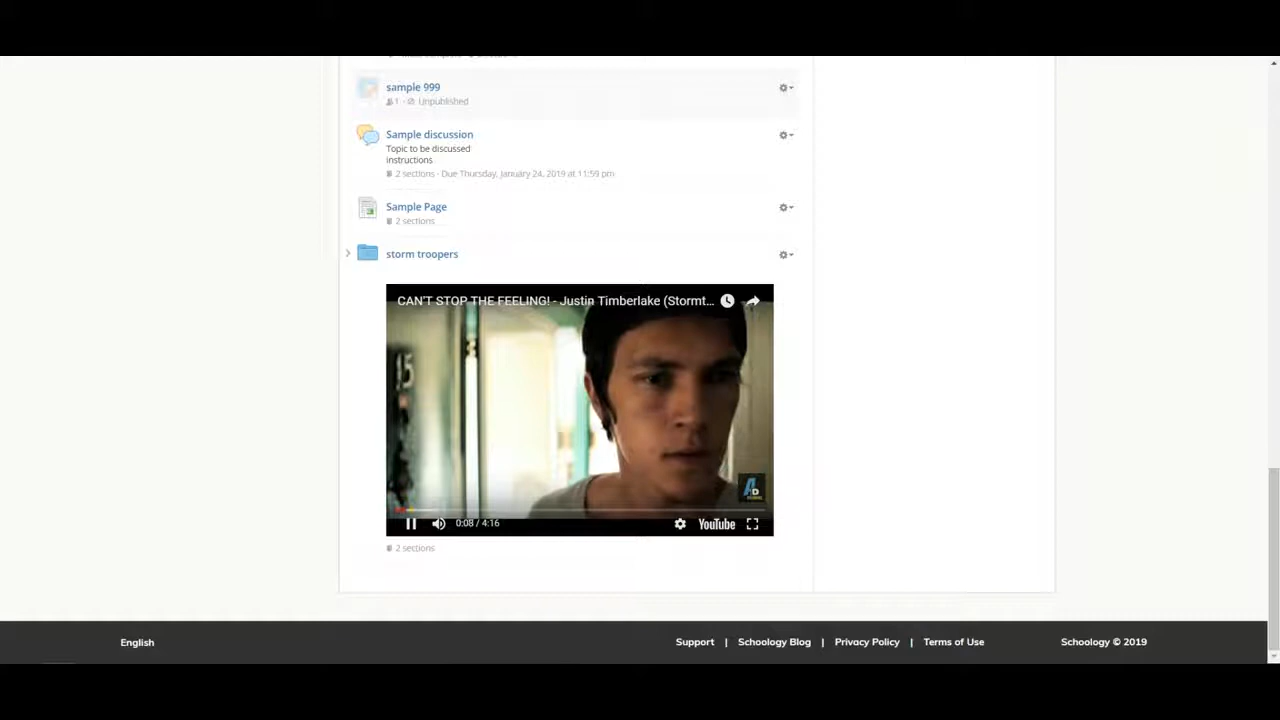 sample 999
1 · Unpublished
Sample discussion
Topic to be discussed
instructions
2 sections · Due Thursday, January 24, 2019 at 11:59 pm
Sample Page
2 sections
storm troopers
CAN'T STOP THE FEELING! - Justin Timberlake (Stormt...
15
AD
0:08 / 4:16
YouTube
2 sections
English
Support | Schoology Blog | Privacy Policy | Terms of Use
Schoology © 2019